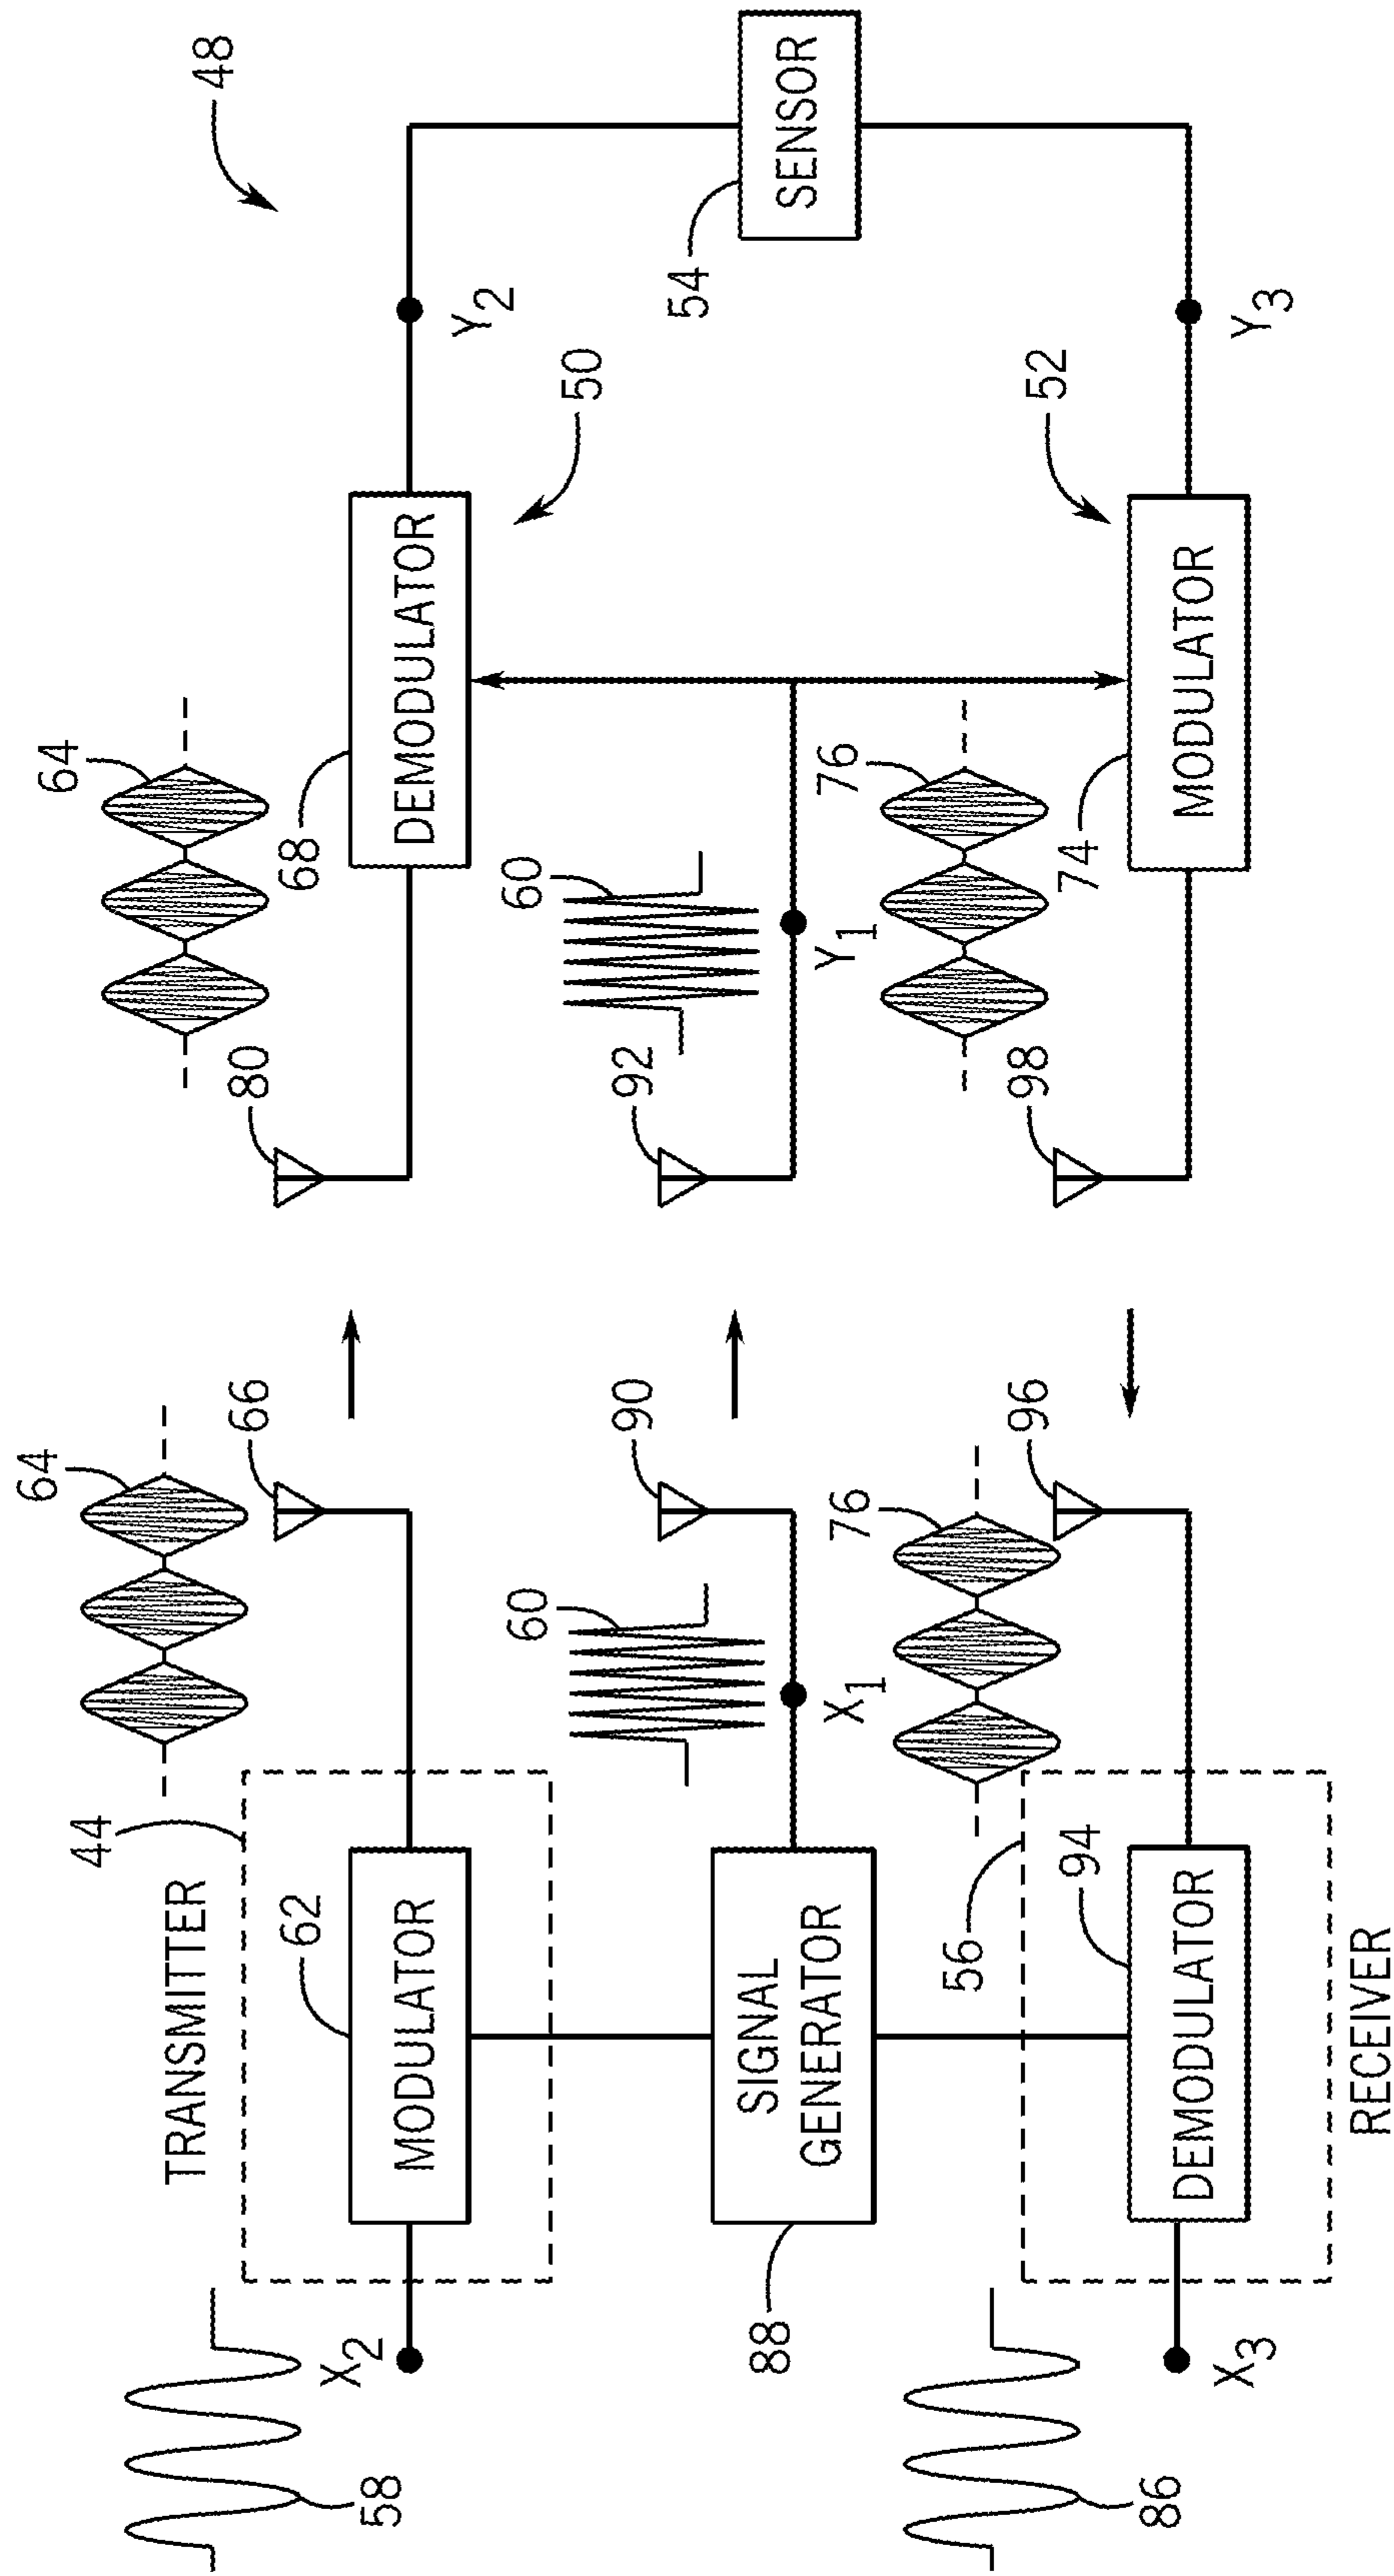 48
64
44
TRANSMITTER
64
66
80
68
DEMODULATOR
Y2
58
X2
62
MODULATOR
50
SENSOR
54
60
90
92
60
SIGNAL
GENERATOR
88
X1
Y1
76
76
52
56
96
98
74
MODULATOR
Y3
86
X3
94
DEMODULATOR
RECEIVER